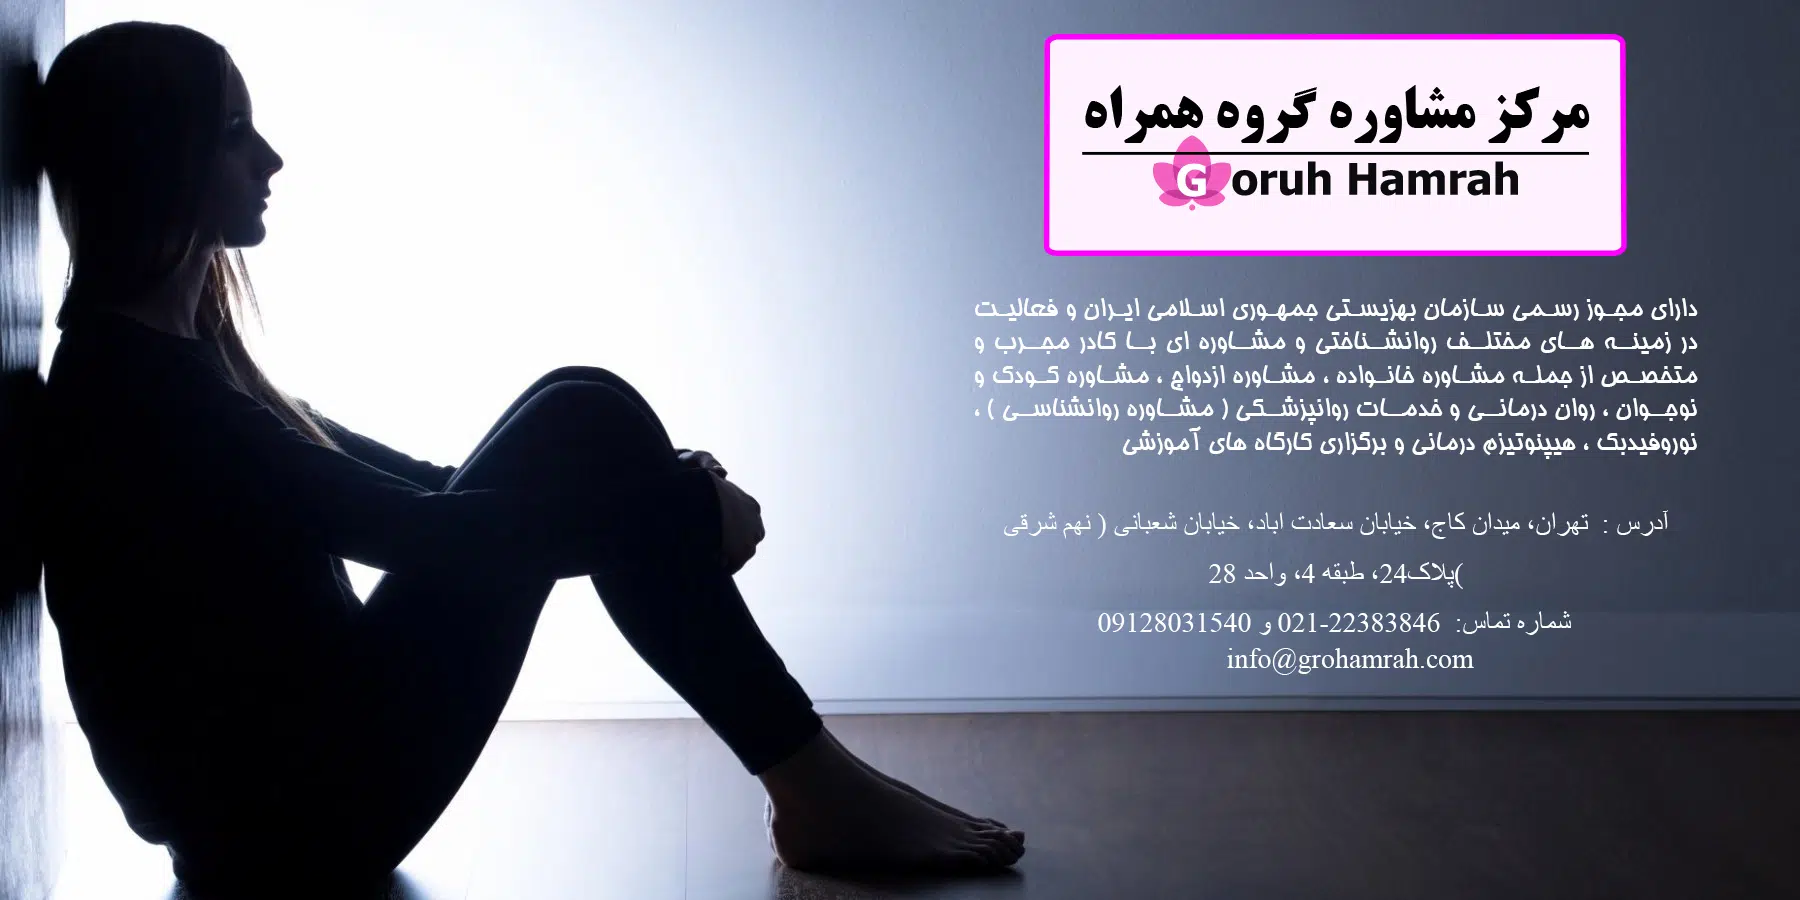 مرکز مشاوره گروه همراه
Goruh Hamrah
دارای مجوز رسمی سازمان بهزیستی جمهوری اسلامی ایران و فعالیت
در زمینه های مختلف روانشناختی و مشاوره ای با کادر مجرب و
متخصص از جمله مشاوره خانواده ، مشاوره ازدواج ، مشاوره کودک و
نوجوان ، روان درمانی و خدمات روانپزشکی ( مشاوره روانشناسی ) ،
نوروفیدبک ، هیپنوتیزم درمانی و برگزاری کارگاه های آموزشی
آدرس : تهران، میدان کاج، خیابان سعادت اباد، خیابان شعبانی ( نهم شرقی
)پلاک24، طبقه 4، واحد 28
شماره تماس: 22383846-021 و 09128031540
info@grohamrah.com